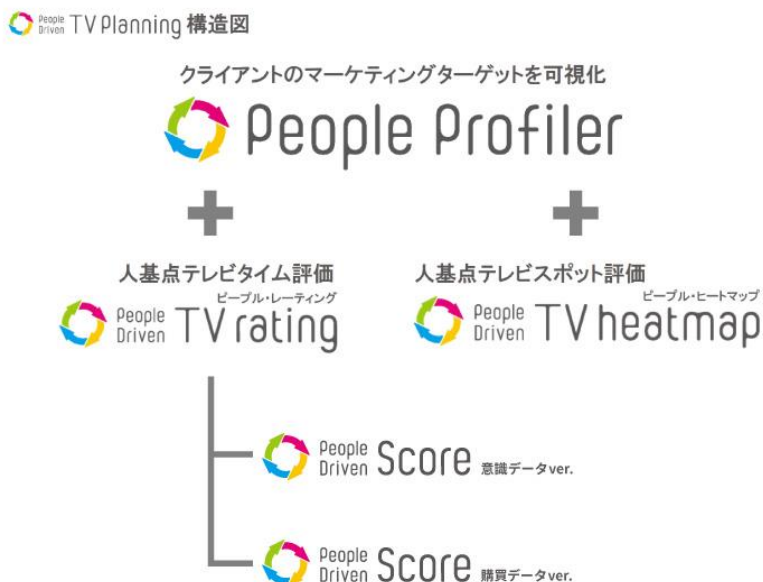 People Driven TV Planning 構造図
クライアントのマーケティングターゲットを可視化
People Profiler
人基点テレビタイム評価
ピープル・レーティング
People Driven TV rating
人基点テレビスポット評価
ピープル・ヒートマップ
People Driven TV heatmap
People Driven Score 意識データver.
People Driven Score 購買データver.